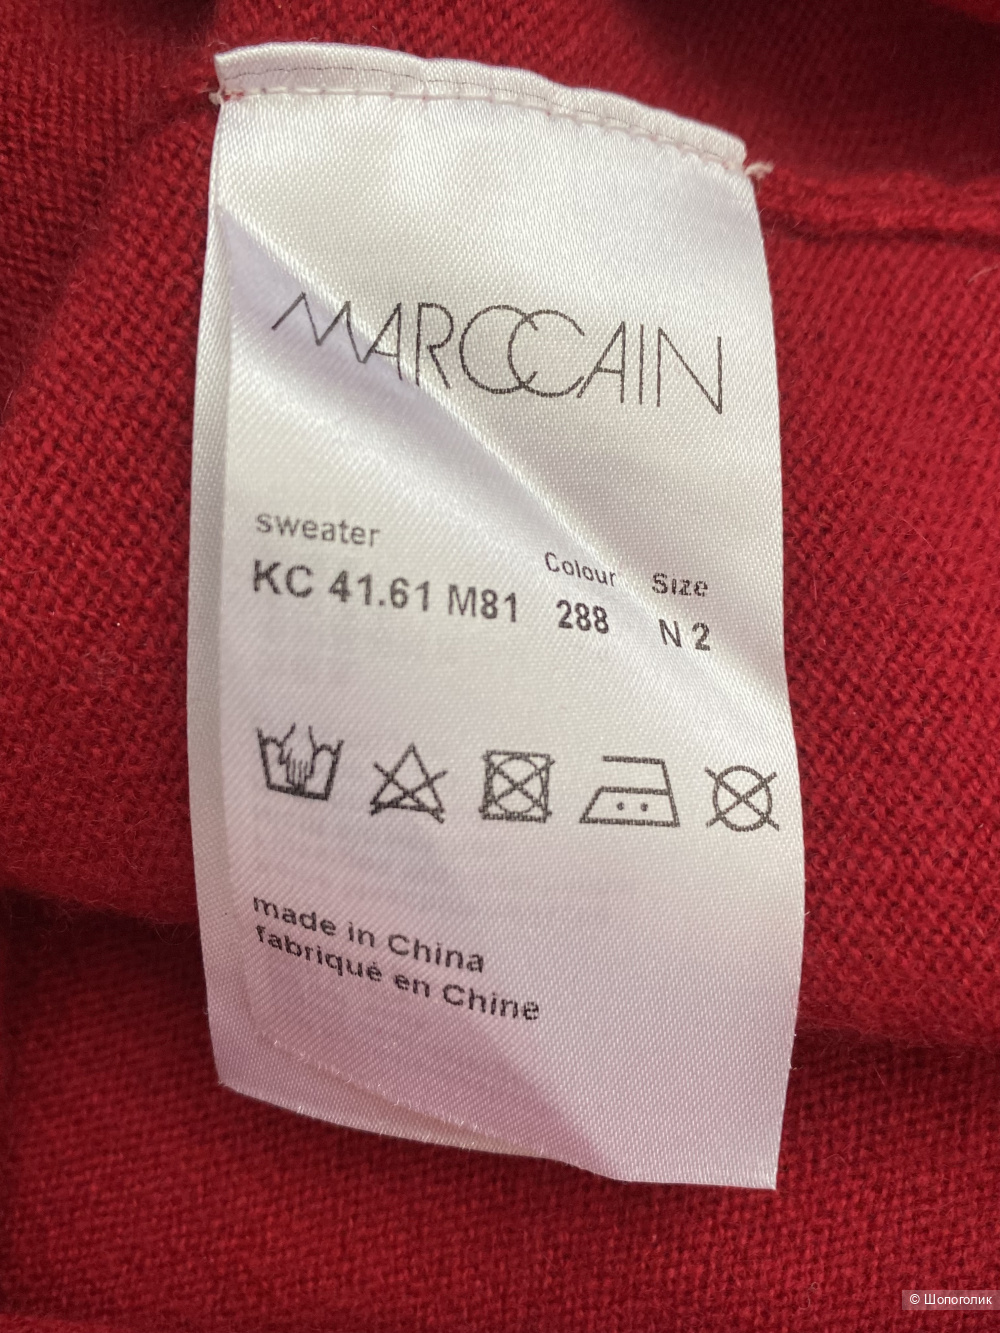 MARCCAIN
sweater
Colour Size
KC 41.61 M81 288 N 2
made in China
fabriqué en Chine
© Шопоголик